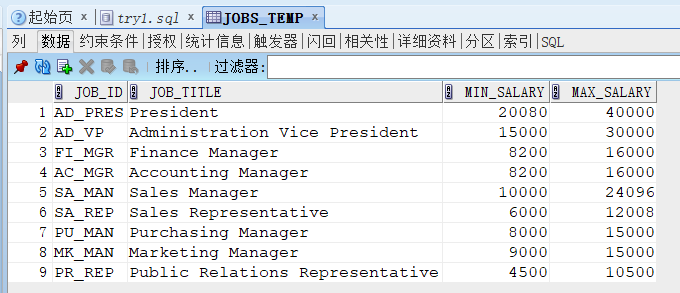 起始页 try1.sql JOBS_TEMP
列 数据 约束条件 授权 统计信息 触发器 闪回 相关性 详细资料 分区 索引 SQL
排序.. 过滤器:
JOB_ID JOB_TITLE MIN_SALARY MAX_SALARY
1 AD_PRES President 20080 40000
2 AD_VP Administration Vice President 15000 30000
3 FI_MGR Finance Manager 8200 16000
4 AC_MGR Accounting Manager 8200 16000
5 SA_MAN Sales Manager 10000 24096
6 SA_REP Sales Representative 6000 12008
7 PU_MAN Purchasing Manager 8000 15000
8 MK_MAN Marketing Manager 9000 15000
9 PR_REP Public Relations Representative 4500 10500